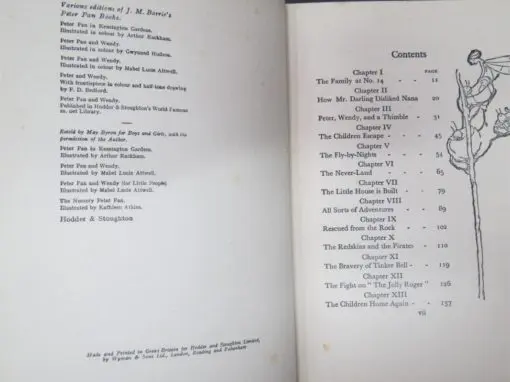 Various editions of J. M. Barrie's
Peter Pan Books.
Peter Pan in Kensington Gardens.
Illustrated in colour by Arthur Rackham.
Peter Pan and Wendy.
Illustrated in colour by Gwynedd Hudson.
Peter Pan and Wendy.
Illustrated in colour by Mabel Lucie Attwell.
Peter Pan and Wendy.
With frontispiece in colour and half-tone drawing
by F. D. Bedford.
Peter Pan and Wendy.
Published in Hodder & Stoughton's World Famous
net Library.
Retold by May Byron for Boys and Girls, with the
permission of the Author.
Peter Pan in Kensington Gardens.
Illustrated by Arthur Rackham.
Peter Pan and Wendy.
Illustrated by Mabel Lucie Attwell.
Peter Pan and Wendy (for Little People)
Illustrated by Mabel Lucie Attwell.
The Nursery Peter Pan.
Illustrated by Kathleen Atkins.
Hodder & Stoughton
Made and Printed in Great Britain for Hodder and Stoughton Limited,
by Wyman & Sons Ltd., London, Reading and Fakenham
Contents
Chapter I PAGE
The Family at No. 14 - - 11
Chapter II
How Mr. Darling Disliked Nana 20
Chapter III
Peter, Wendy, and a Thimble - 31
Chapter IV
The Children Escape - - 45
Chapter V
The Fly-by-Nights - - 51
Chapter VI
The Never-Land - - 65
Chapter VII
The Little House is Built - 79
Chapter VIII
All Sorts of Adventures - - 89
Chapter IX
Rescued from the Rock - - 102
Chapter X
The Redskins and the Pirates - 110
Chapter XI
The Bravery of Tinker Bell - 119
Chapter XII
The Fight on "The Jolly Roger" 126
Chapter XIII
The Children Home Again - - 157
vii